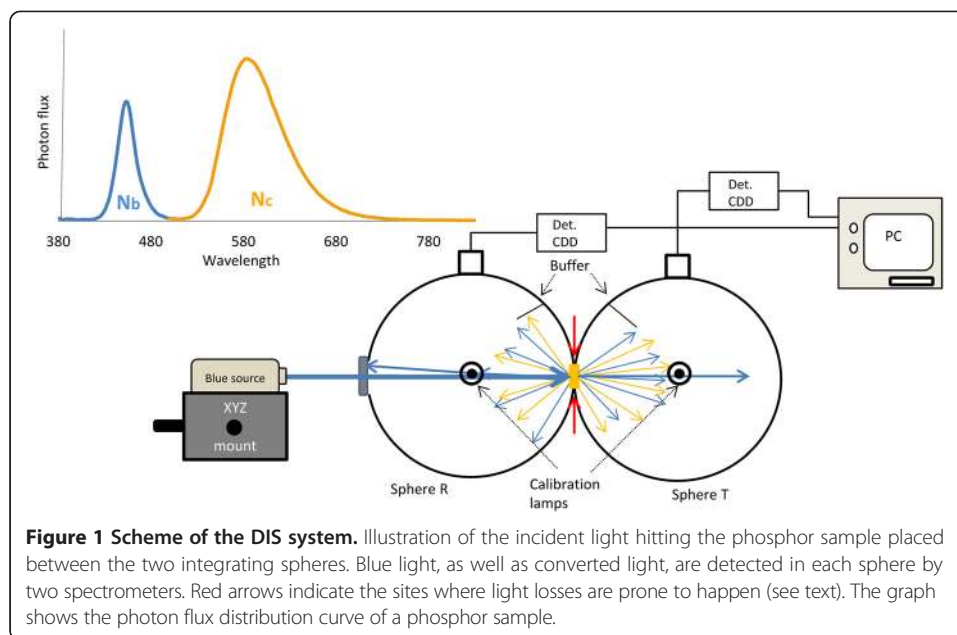 Photon flux
Nb
Nc
380
480
580
680
780
Wavelength
Det.
CDD
Det.
CDD
PC
Buffer
Blue source
XYZ
mount
Sphere R
Calibration
lamps
Sphere T
Figure 1 Scheme of the DIS system. Illustration of the incident light hitting the phosphor sample placed
between the two integrating spheres. Blue light, as well as converted light, are detected in each sphere by
two spectrometers. Red arrows indicate the sites where light losses are prone to happen (see text). The graph
shows the photon flux distribution curve of a phosphor sample.